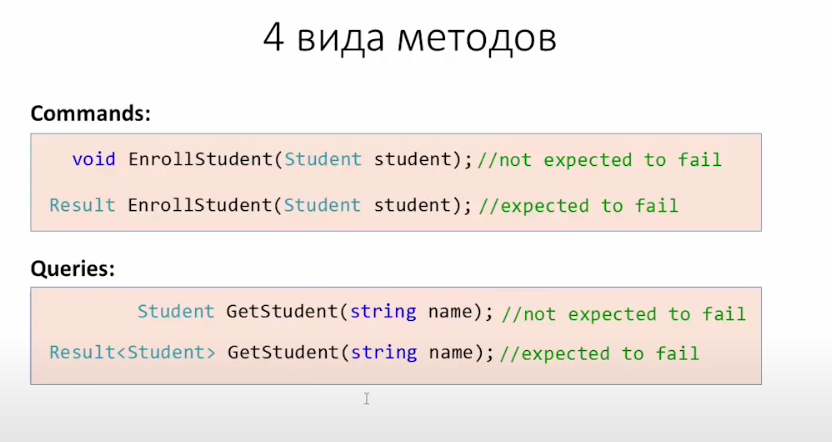 4 вида методов
Commands:
void EnrollStudent(Student student); //not expected to fail
Result EnrollStudent(Student student); //expected to fail
Queries:
Student GetStudent(string name); //not expected to fail
Result<Student> GetStudent(string name); //expected to fail